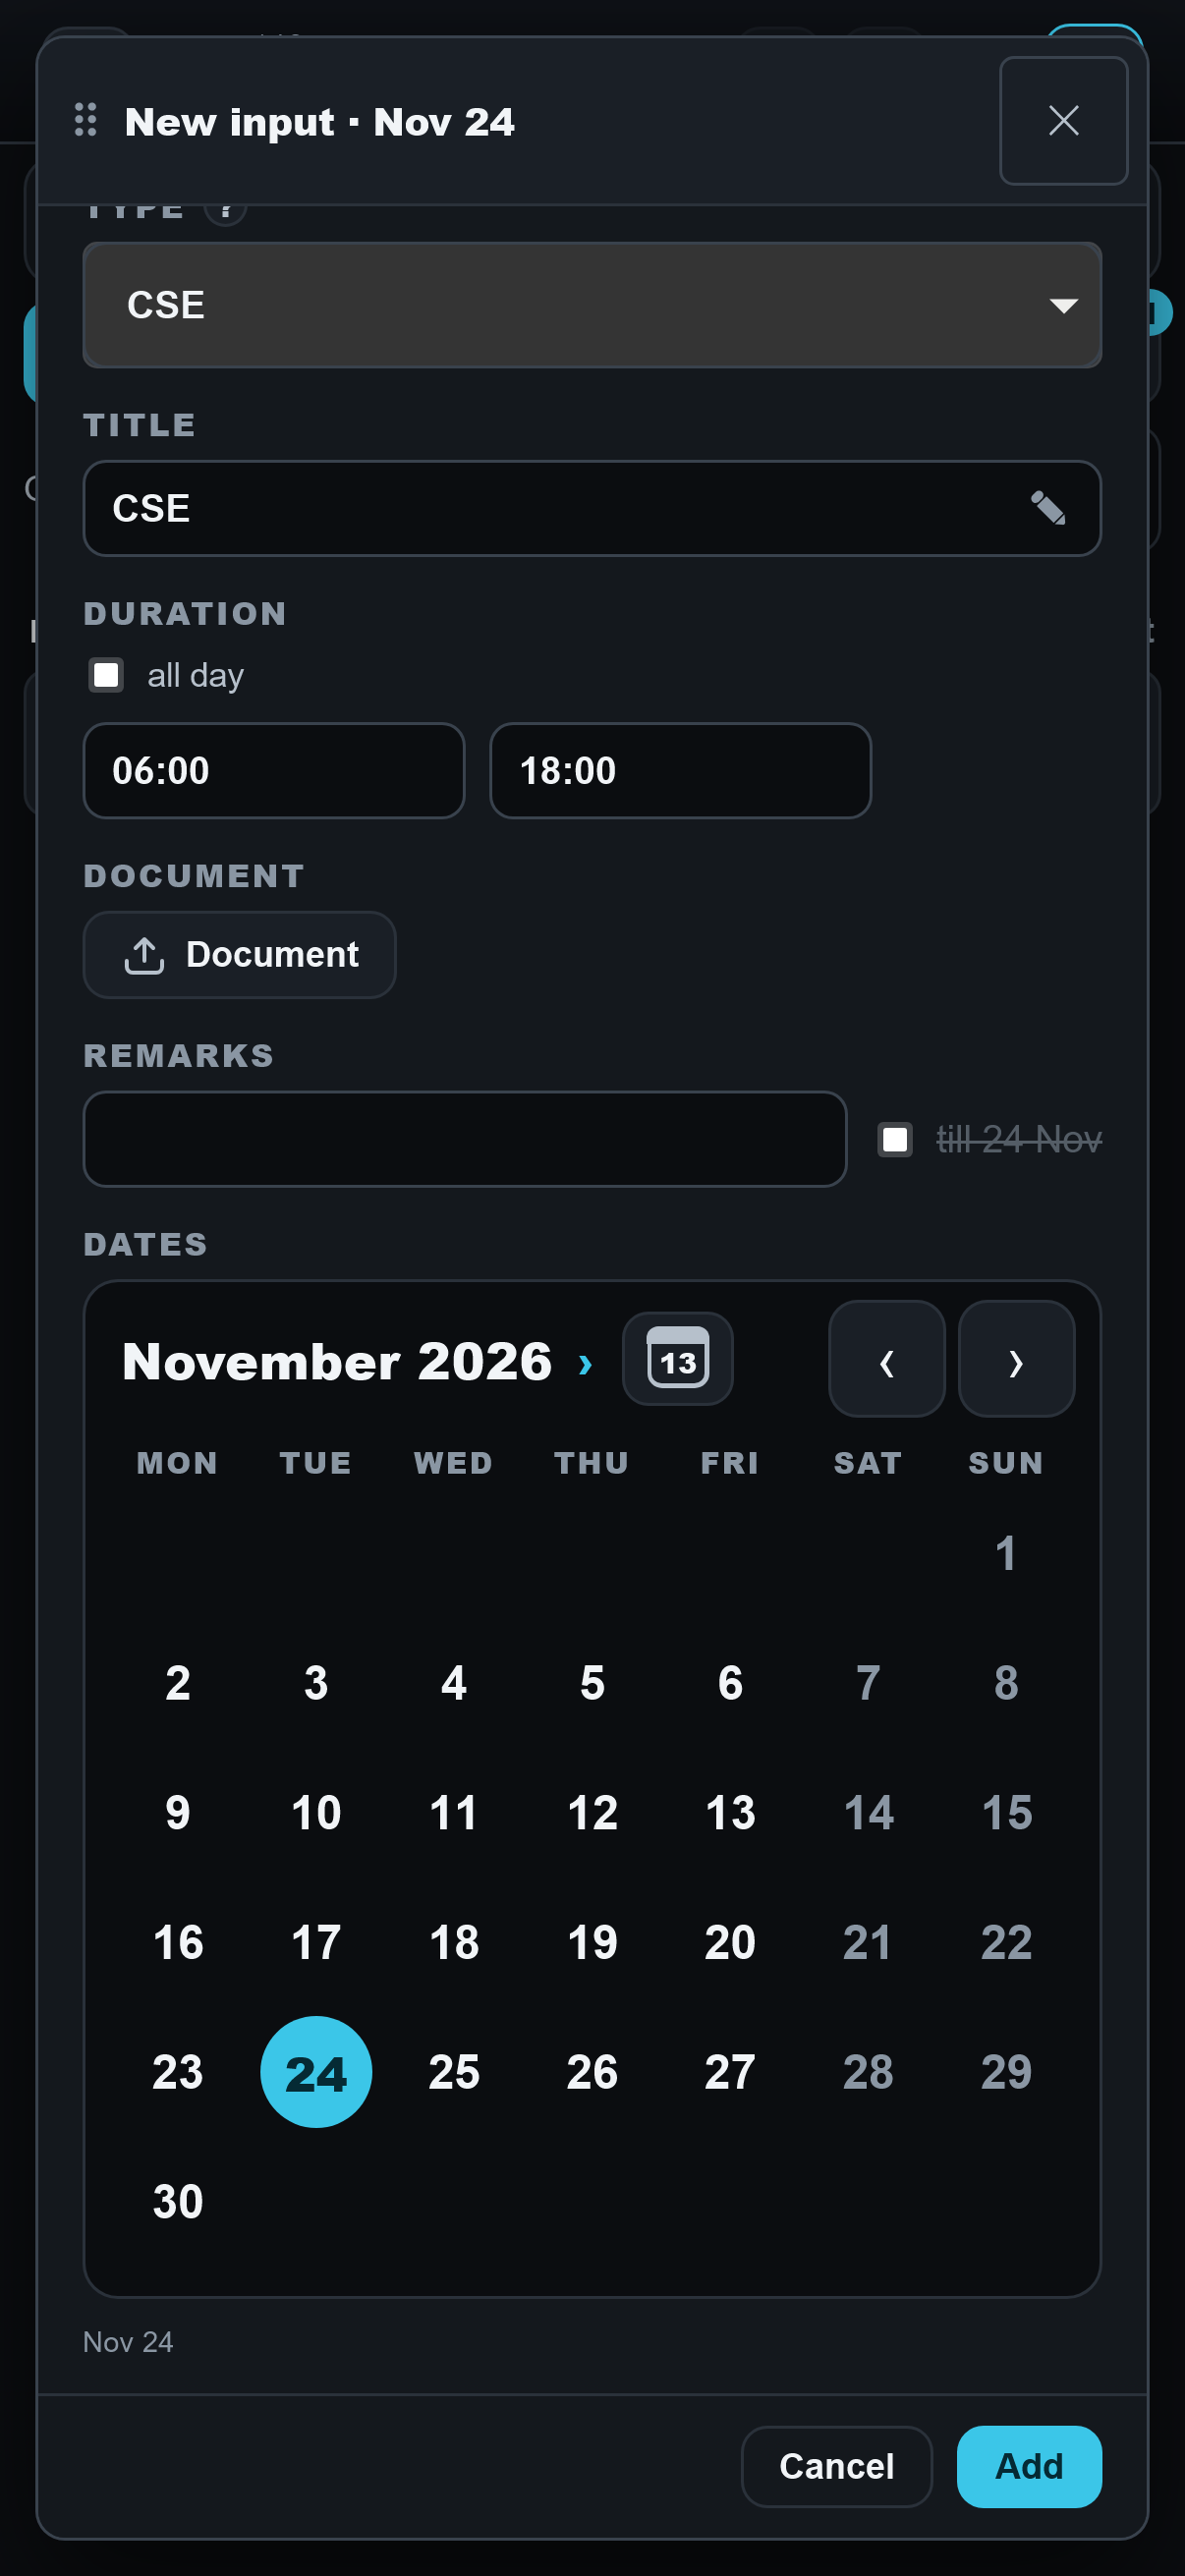 New input · Nov 24
TYPE ?
CSE
TITLE
CSE
DURATION
all day
06:00 18:00
DOCUMENT
Document
REMARKS
till 24 Nov
DATES
November 2026 › 13 ‹ ›
MON TUE WED THU FRI SAT SUN
1
2 3 4 5 6 7 8
9 10 11 12 13 14 15
16 17 18 19 20 21 22
23 24 25 26 27 28 29
30
Nov 24
Cancel Add